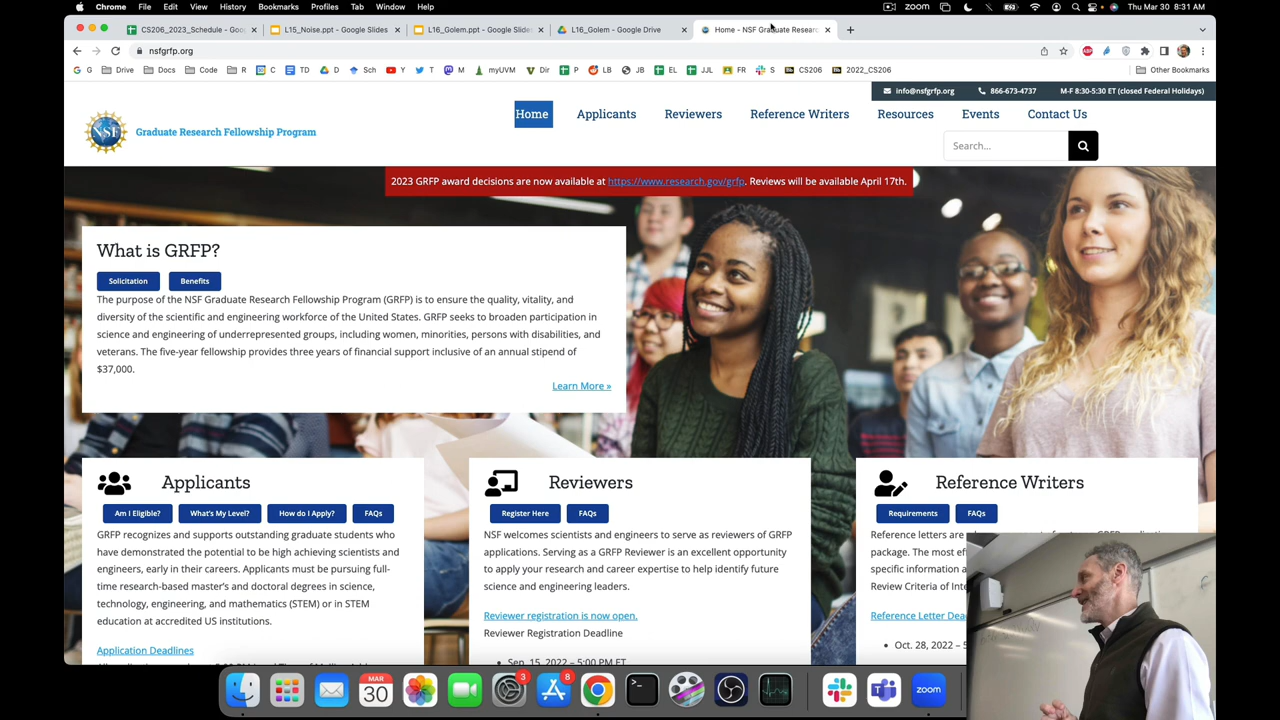 Chrome File Edit View History Bookmarks Profiles Tab Window Help
zoom Thu Mar 30 8:31 AM
CS206_2023_Schedule - Goo
L15_Noise.ppt - Google Slides
L16_Golem.ppt - Google Slides
L16_Golem - Google Drive
Home - NSF Graduate Researc
nsfgrfp.org
G Drive Docs Code R C TD D Sch Y T M myUVM Dir P LB JB EL JJL FR S CS206 2022_CS206 Other Bookmarks
info@nsfgrfp.org 866-673-4737 M-F 8:30-5:30 ET (closed Federal Holidays)
NSF
Graduate Research Fellowship Program
Home Applicants Reviewers Reference Writers Resources Events Contact Us
Search...
2023 GRFP award decisions are now available at https://www.research.gov/grfp. Reviews will be available April 17th.
What is GRFP?
Solicitation Benefits
The purpose of the NSF Graduate Research Fellowship Program (GRFP) is to ensure the quality, vitality, and
diversity of the scientific and engineering workforce of the United States. GRFP seeks to broaden participation in
science and engineering of underrepresented groups, including women, minorities, persons with disabilities, and
veterans. The five-year fellowship provides three years of financial support inclusive of an annual stipend of
$37,000.
Learn More »
Applicants
Am I Eligible? What's My Level? How do I Apply? FAQs
GRFP recognizes and supports outstanding graduate students who
have demonstrated the potential to be high achieving scientists and
engineers, early in their careers. Applicants must be pursuing full-
time research-based master's and doctoral degrees in science,
technology, engineering, and mathematics (STEM) or in STEM
education at accredited US institutions.
Application Deadlines
Reviewers
Register Here FAQs
NSF welcomes scientists and engineers to serve as reviewers of GRFP
applications. Serving as a GRFP Reviewer is an excellent opportunity
to apply your research and career expertise to help identify future
science and engineering leaders.
Reviewer registration is now open.
Reviewer Registration Deadline
• Sep. 15, 2022 – 5:00 PM ET
Reference Writers
Requirements FAQs
Reference letters are
package. The most ef
specific information a
Review Criteria of Int
Reference Letter Dea
• Oct. 28, 2022 – 5
MAR
30
3
8
zoom